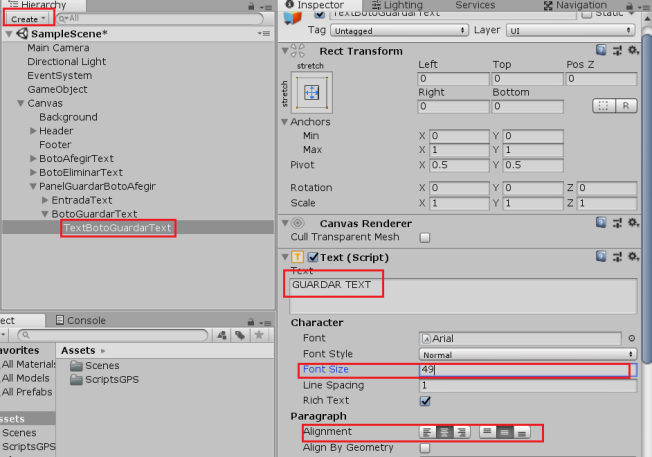 Hierarchy
Create
All
SampleScene*
Main Camera
Directional Light
EventSystem
GameObject
Canvas
Background
Header
Footer
BotoAfegirText
BotoEliminarText
PanelGuardarBotoAfegir
EntradaText
BotoGuardarText
TextBotoGuardarText
ect
Console
avorites
All Materials
All Models
All Prefabs
ssets
Scenes
ScriptsGPS
Assets
Scenes
ScriptsGPS
Inspector
Lighting
Services
Navigation
TextBotoGuardarText
Static
Tag
Untagged
Layer
UI
Rect Transform
stretch
stretch
Left Top Pos Z
0 0 0
Right Bottom
0 0
R
Anchors
Min X 0 Y 0
Max X 1 Y 1
Pivot X 0.5 Y 0.5
Rotation X 0 Y 0 Z 0
Scale X 1 Y 1 Z 1
Canvas Renderer
Cull Transparent Mesh
T Text (Script)
Text
GUARDAR TEXT
Character
Font A Arial
Font Style Normal
Font Size 49
Line Spacing 1
Rich Text
Paragraph
Alignment
Align By Geometry